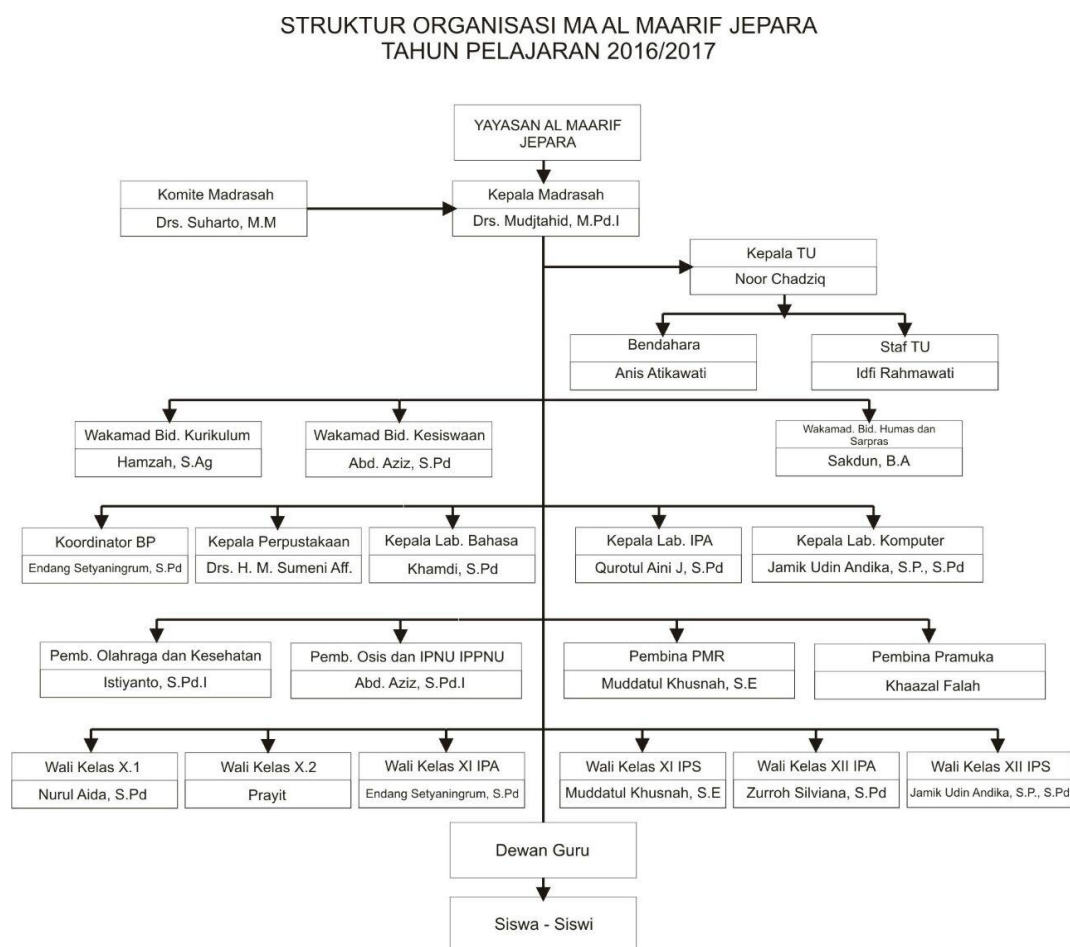 STRUKTUR ORGANISASI MA AL MAARIF JEPARA
TAHUN PELAJARAN 2016/2017
YAYASAN AL MAARIF
JEPARA
Komite Madrasah
Drs. Suharto, M.M
Kepala Madrasah
Drs. Mudjtahid, M.Pd.I
Kepala TU
Noor Chadziq
Bendahara
Anis Atikawati
Staf TU
Idfi Rahmawati
Wakamad Bid. Kurikulum
Hamzah, S.Ag
Wakamad Bid. Kesiswaan
Abd. Aziz, S.Pd
Wakamad. Bid. Humas dan
Sarpras
Sakdun, B.A
Koordinator BP
Endang Setyaningrum, S.Pd
Kepala Perpustakaan
Drs. H. M. Sumeni Aff.
Kepala Lab. Bahasa
Khamdi, S.Pd
Kepala Lab. IPA
Qurotul Aini J, S.Pd
Kepala Lab. Komputer
Jamik Udin Andika, S.P., S.Pd
Pemb. Olahraga dan Kesehatan
Istiyanto, S.Pd.I
Pemb. Osis dan IPNU IPPNU
Abd. Aziz, S.Pd.I
Pembina PMR
Muddatul Khusnah, S.E
Pembina Pramuka
Khaazal Falah
Wali Kelas X.1
Nurul Aida, S.Pd
Wali Kelas X.2
Prayit
Wali Kelas XI IPA
Endang Setyaningrum, S.Pd
Wali Kelas XI IPS
Muddatul Khusnah, S.E
Wali Kelas XII IPA
Zurroh Silviana, S.Pd
Wali Kelas XII IPS
Jamik Udin Andika, S.P., S.Pd
Dewan Guru
Siswa - Siswi